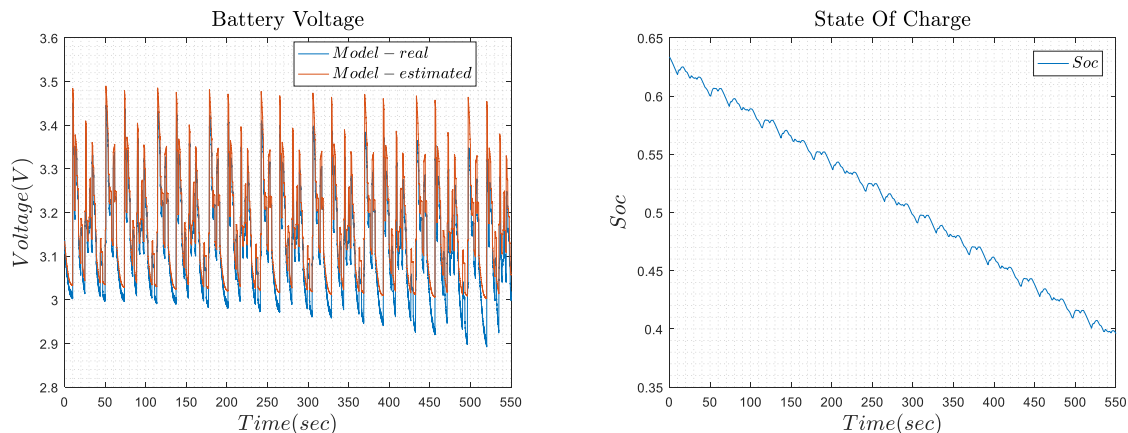 Battery Voltage
Model − real
Model − estimated
3.6
3.5
3.4
3.3
3.2
3.1
3
2.9
2.8
Voltage(V)
0 50 100 150 200 250 300 350 400 450 500 550
Time(sec)
State Of Charge
Soc
0.65
0.6
0.55
0.5
0.45
0.4
0.35
Soc
0 50 100 150 200 250 300 350 400 450 500 550
Time(sec)